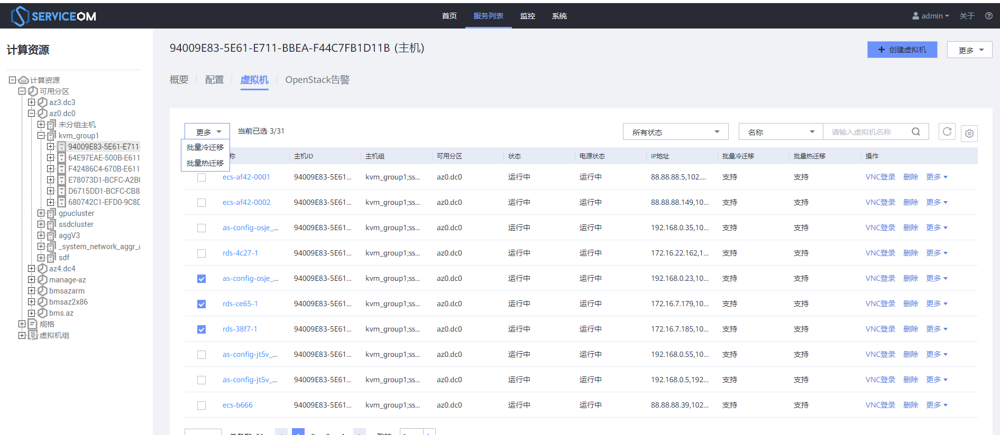 SERVICEOM
首页 服务列表 监控 系统
admin 关于
计算资源
计算资源
可用分区
az3.dc3
az0.dc0
未分组主机
kvm_group1
94009E83-5E61-E711-
64E97EAE-500B-E611
F42486C4-670B-E611
E78073D1-BCFC-A2B0
D6715DD1-BCFC-CB8
680742C1-EFD0-9C8D
gpucluster
ssdcluster
aggV3
_system_network_aggr_a
sdf
az4.dc4
manage-az
bmsazarm
bmsaz2x86
bms.az
规格
虚拟机组
94009E83-5E61-E711-BBEA-F44C7FB1D11B (主机)
创建虚拟机 更多
概要 配置 虚拟机 OpenStack告警
更多 当前已选 3/31 所有状态 名称 请输入虚拟机名称
批量冷迁移
批量热迁移
称 主机ID 主机组 可用分区 状态 电源状态 IP地址 批量冷迁移 批量热迁移 操作
ecs-af42-0001 94009E83-5E61... kvm_group1;ss... az0.dc0 运行中 运行中 88.88.88.5,102.... 支持 支持 VNC登录 删除 更多
ecs-af42-0002 94009E83-5E61... kvm_group1;ss... az0.dc0 运行中 运行中 88.88.88.149,10... 支持 支持 VNC登录 删除 更多
as-config-osje_... 94009E83-5E61... kvm_group1;ss... az0.dc0 运行中 运行中 192.168.0.35,10... 支持 支持 VNC登录 删除 更多
rds-4c27-1 94009E83-5E61... kvm_group1;ss... az0.dc0 运行中 运行中 172.16.22.162,1... 支持 支持 VNC登录 删除 更多
as-config-osje_... 94009E83-5E61... kvm_group1;ss... az0.dc0 运行中 运行中 192.168.0.23,10... 支持 支持 VNC登录 删除 更多
rds-ce65-1 94009E83-5E61... kvm_group1;ss... az0.dc0 运行中 运行中 172.16.7.179,10... 支持 支持 VNC登录 删除 更多
rds-38f7-1 94009E83-5E61... kvm_group1;ss... az0.dc0 运行中 运行中 172.16.7.185,10... 支持 支持 VNC登录 删除 更多
as-config-jt5v_... 94009E83-5E61... kvm_group1;ss... az0.dc0 运行中 运行中 192.168.0.55,10... 支持 支持 VNC登录 删除 更多
as-config-jt5v_... 94009E83-5E61... kvm_group1;ss... az0.dc0 运行中 运行中 192.168.0.5,192... 支持 支持 VNC登录 删除 更多
ecs-b666 94009E83-5E61... kvm_group1;ss... az0.dc0 运行中 运行中 88.88.88.39,102... 支持 支持 VNC登录 删除 更多